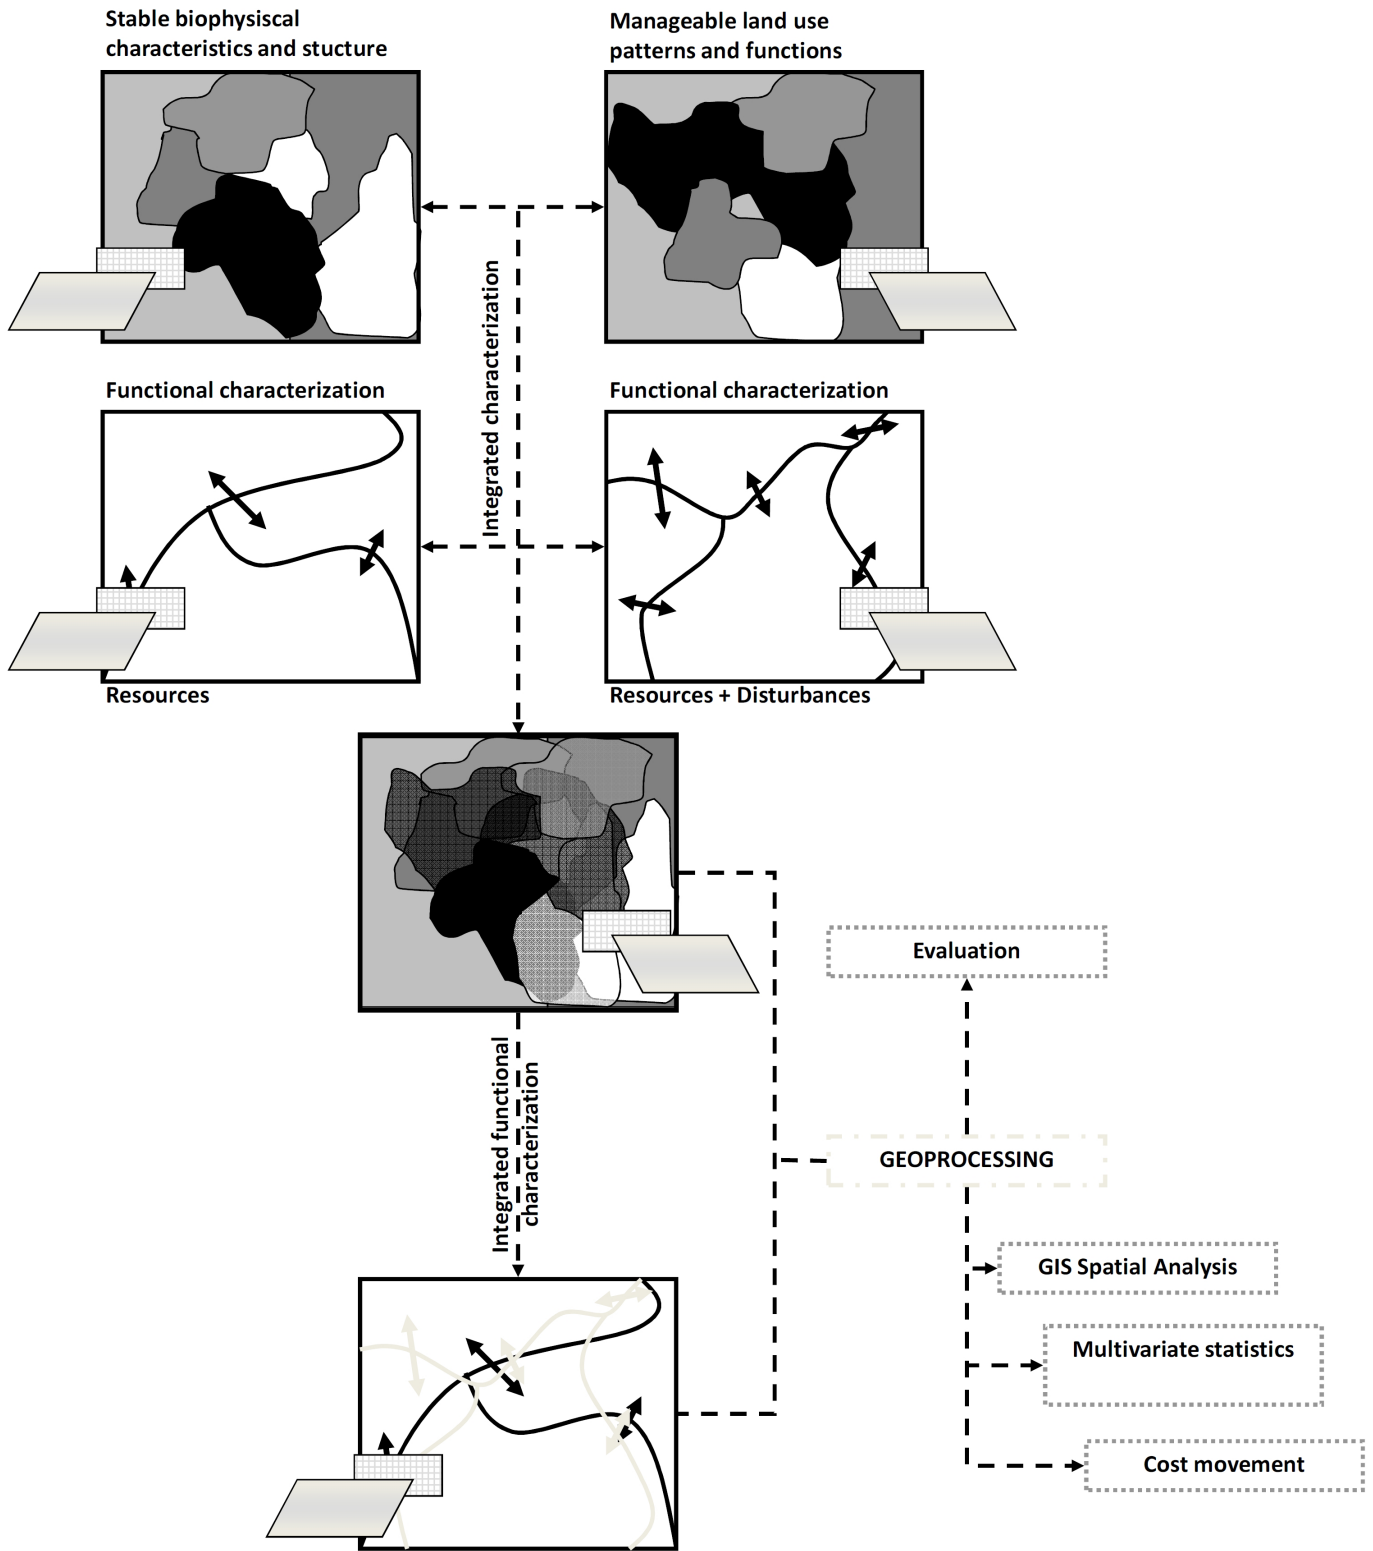 Stable biophysiscal
characteristics and stucture
Manageable land use
patterns and functions
Integrated characterization
Functional characterization
Functional characterization
Resources
Resources + Disturbances
Integrated functional
characterization
Evaluation
GEOPROCESSING
GIS Spatial Analysis
Multivariate statistics
Cost movement